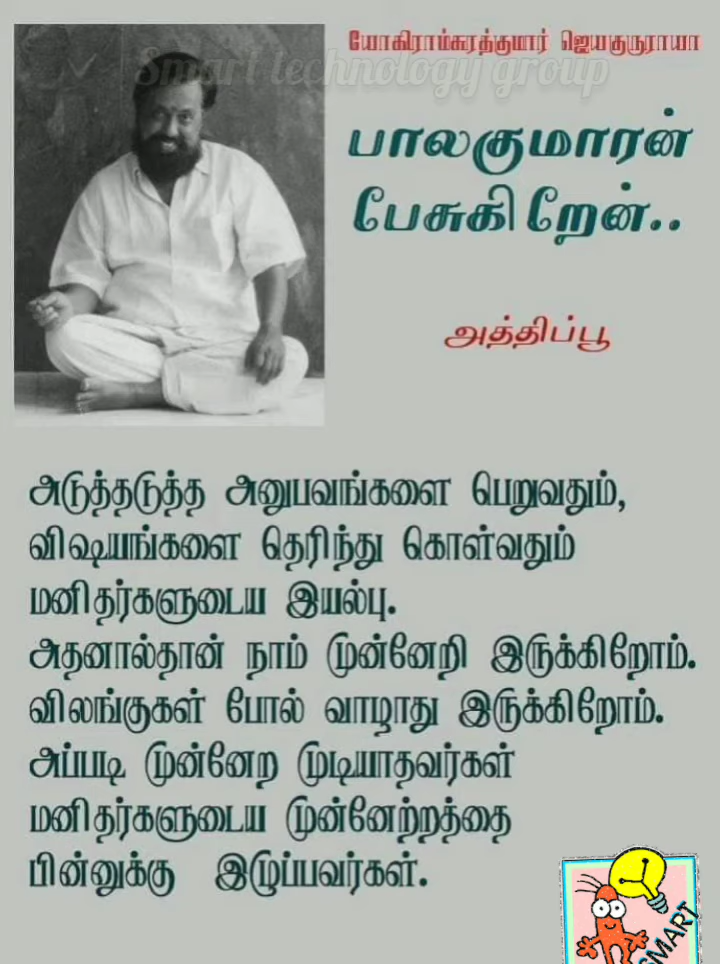 யோகிராம்சுரத்குமார் ஜெயகுருராயா
Smart technology group
பாலகுமாரன்
பேசுகிறேன்..
அத்திப்பூ
அடுத்தடுத்த அனுபவங்களை பெறுவதும்,
விஷயங்களை தெரிந்து கொள்வதும்
மனிதர்களுடைய இயல்பு.
அதனால்தான் நாம் முன்னேறி இருக்கிறோம்.
விலங்குகள் போல் வாழாது இருக்கிறோம்.
அப்படி முன்னேற முடியாதவர்கள்
மனிதர்களுடைய முன்னேற்றத்தை
பின்னுக்கு இழுப்பவர்கள்.
SMART